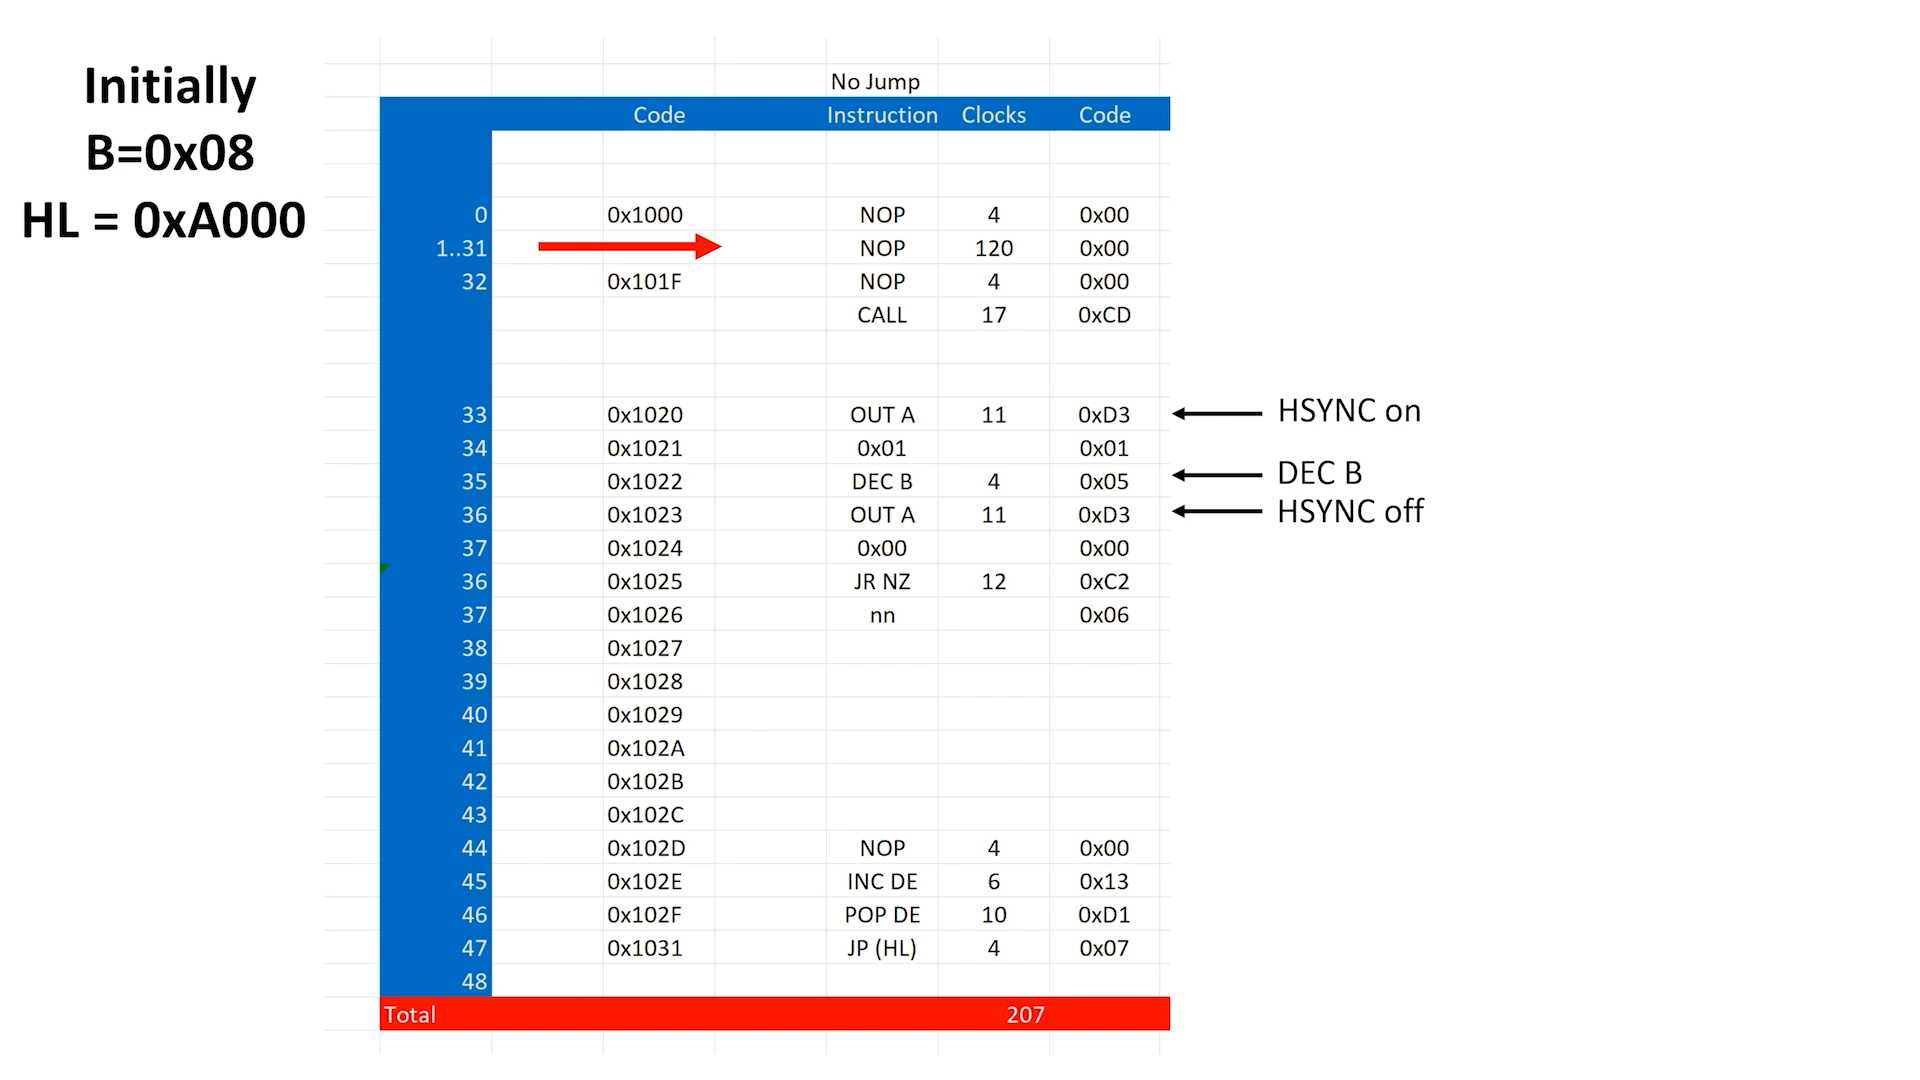 Initially
B=0x08
HL = 0xA000
No Jump
Code Instruction Clocks Code
0 0x1000 NOP 4 0x00
1..31 NOP 120 0x00
32 0x101F NOP 4 0x00
CALL 17 0xCD
33 0x1020 OUT A 11 0xD3 HSYNC on
34 0x1021 0x01 0x01
35 0x1022 DEC B 4 0x05 DEC B
36 0x1023 OUT A 11 0xD3 HSYNC off
37 0x1024 0x00 0x00
36 0x1025 JR NZ 12 0xC2
37 0x1026 nn 0x06
38 0x1027
39 0x1028
40 0x1029
41 0x102A
42 0x102B
43 0x102C
44 0x102D NOP 4 0x00
45 0x102E INC DE 6 0x13
46 0x102F POP DE 10 0xD1
47 0x1031 JP (HL) 4 0x07
48
Total 207